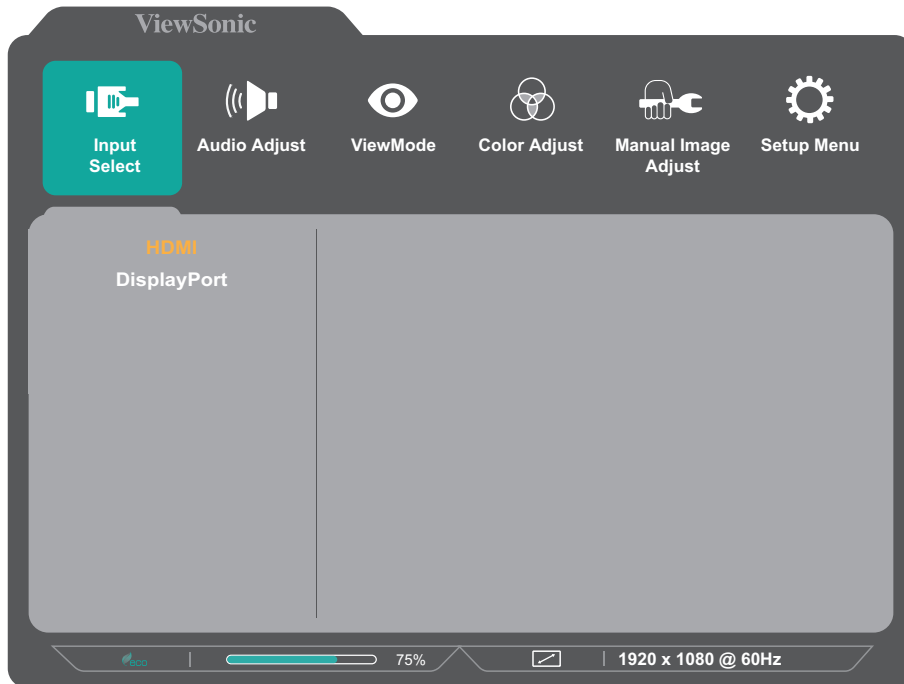 ViewSonic
Input
Select
Audio Adjust
ViewMode
Color Adjust
Manual Image
Adjust
Setup Menu
HDMI
DisplayPort
eco
75%
1920 x 1080 @ 60Hz